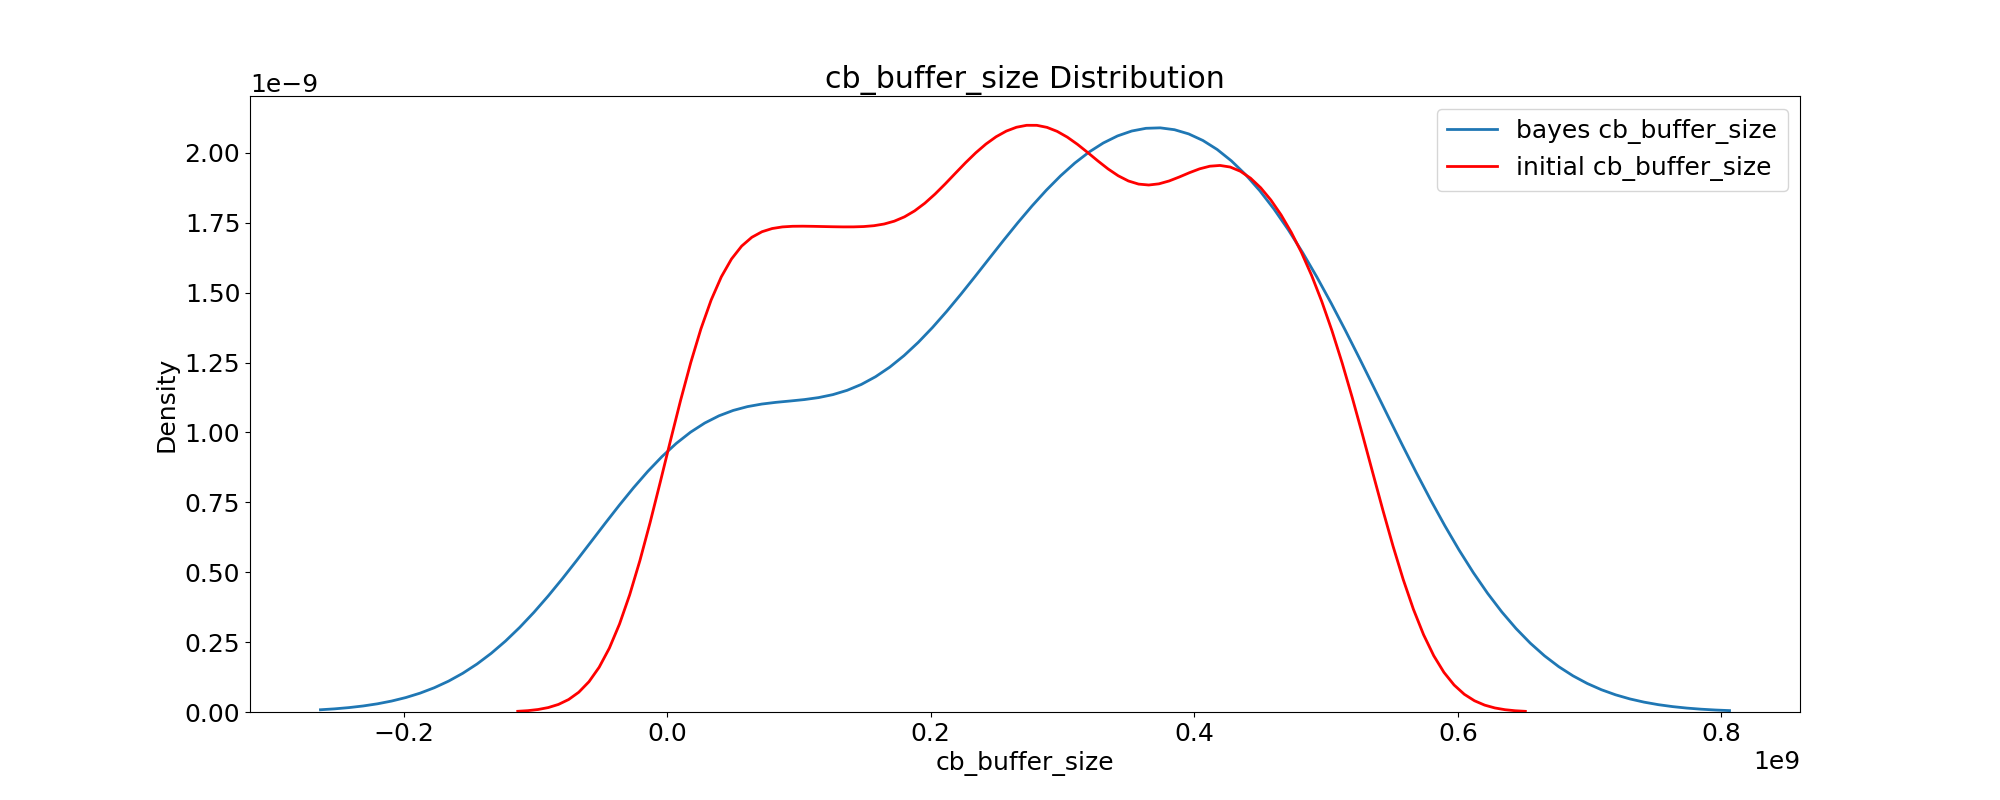 cb_buffer_size Distribution
1e−9
bayes cb_buffer_size
initial cb_buffer_size
2.00
1.75
1.50
1.25
1.00
0.75
0.50
0.25
0.00
Density
−0.2
0.0
0.2
0.4
0.6
0.8
cb_buffer_size
1e9